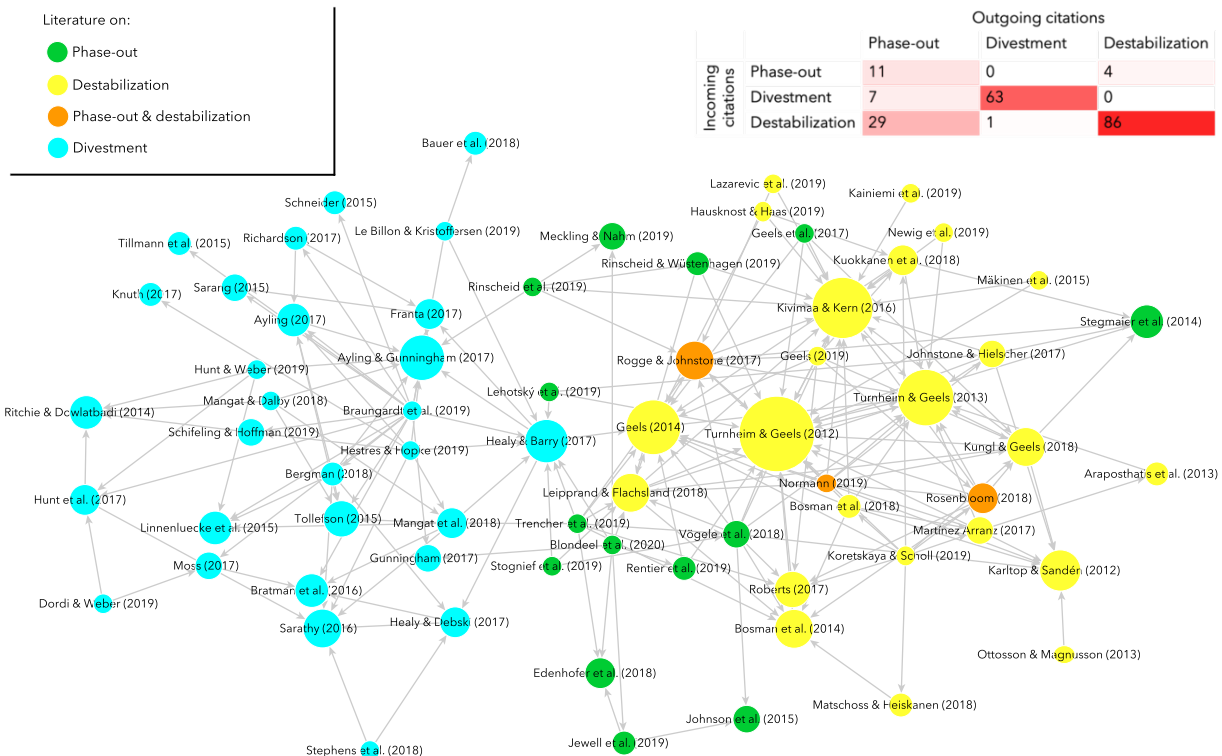 Literature on:
Phase-out
Destabilization
Phase-out & destabilization
Divestment
Outgoing citations
Phase-out Divestment Destabilization
Incoming citations
Phase-out 11 0 4
Divestment 7 63 0
Destabilization 29 1 86
Bauer et al. (2018)
Lazarevic et al. (2019)
Kainiemi et al. (2019)
Schneider (2015)
Hausknost & Haas (2019)
Le Billon & Kristoffersen (2019)
Geels et al. (2017)
Newig et al. (2019)
Tillmann et al. (2015)
Richardson (2017)
Meckling & Nahm (2019)
Kuokkanen et al. (2018)
Rinscheid & Wüstenhagen (2019)
Mäkinen et al. (2015)
Sarang (2015)
Rinscheid et al. (2019)
Knuth (2017)
Kivimaa & Kern (2016)
Franta (2017)
Ayling (2017)
Stegmaier et al. (2014)
Ayling & Gunningham (2017)
Rogge & Johnstone (2017)
Geels (2019)
Johnstone & Hielscher (2017)
Hunt & Weber (2019)
Lehotský et al. (2019)
Turnheim & Geels (2013)
Mangat & Dalby (2018)
Ritchie & Dowlatbadi (2014)
Braungardt et al. (2019)
Geels (2014)
Schifeling & Hoffman (2019)
Turnheim & Geels (2012)
Healy & Barry (2017)
Kungl & Geels (2018)
Hestres & Hopke (2019)
Bergman (2018)
Araposthatis et al. (2013)
Normann (2019)
Leipprand & Flachsland (2018)
Hunt et al. (2017)
Rosenbloom (2018)
Bosman et al. (2018)
Tollefson (2015)
Linnenluecke et al. (2015)
Mangat et al. (2018)
Trencher et al. (2019)
Martínez Arranz (2017)
Vögele et al. (2018)
Blondeel et al. (2020)
Gunningham (2017)
Koretskaya & Scholl (2019)
Moss (2017)
Stognief et al. (2019)
Rentier et al. (2019)
Karltop & Sandén (2012)
Bratman et al. (2016)
Roberts (2017)
Dordi & Weber (2019)
Healy & Debski (2017)
Sarathy (2016)
Bosman et al. (2014)
Ottosson & Magnusson (2013)
Edenhofer et al. (2018)
Matschoss & Heiskanen (2018)
Johnson et al. (2015)
Jewell et al. (2019)
Stephens et al. (2018)